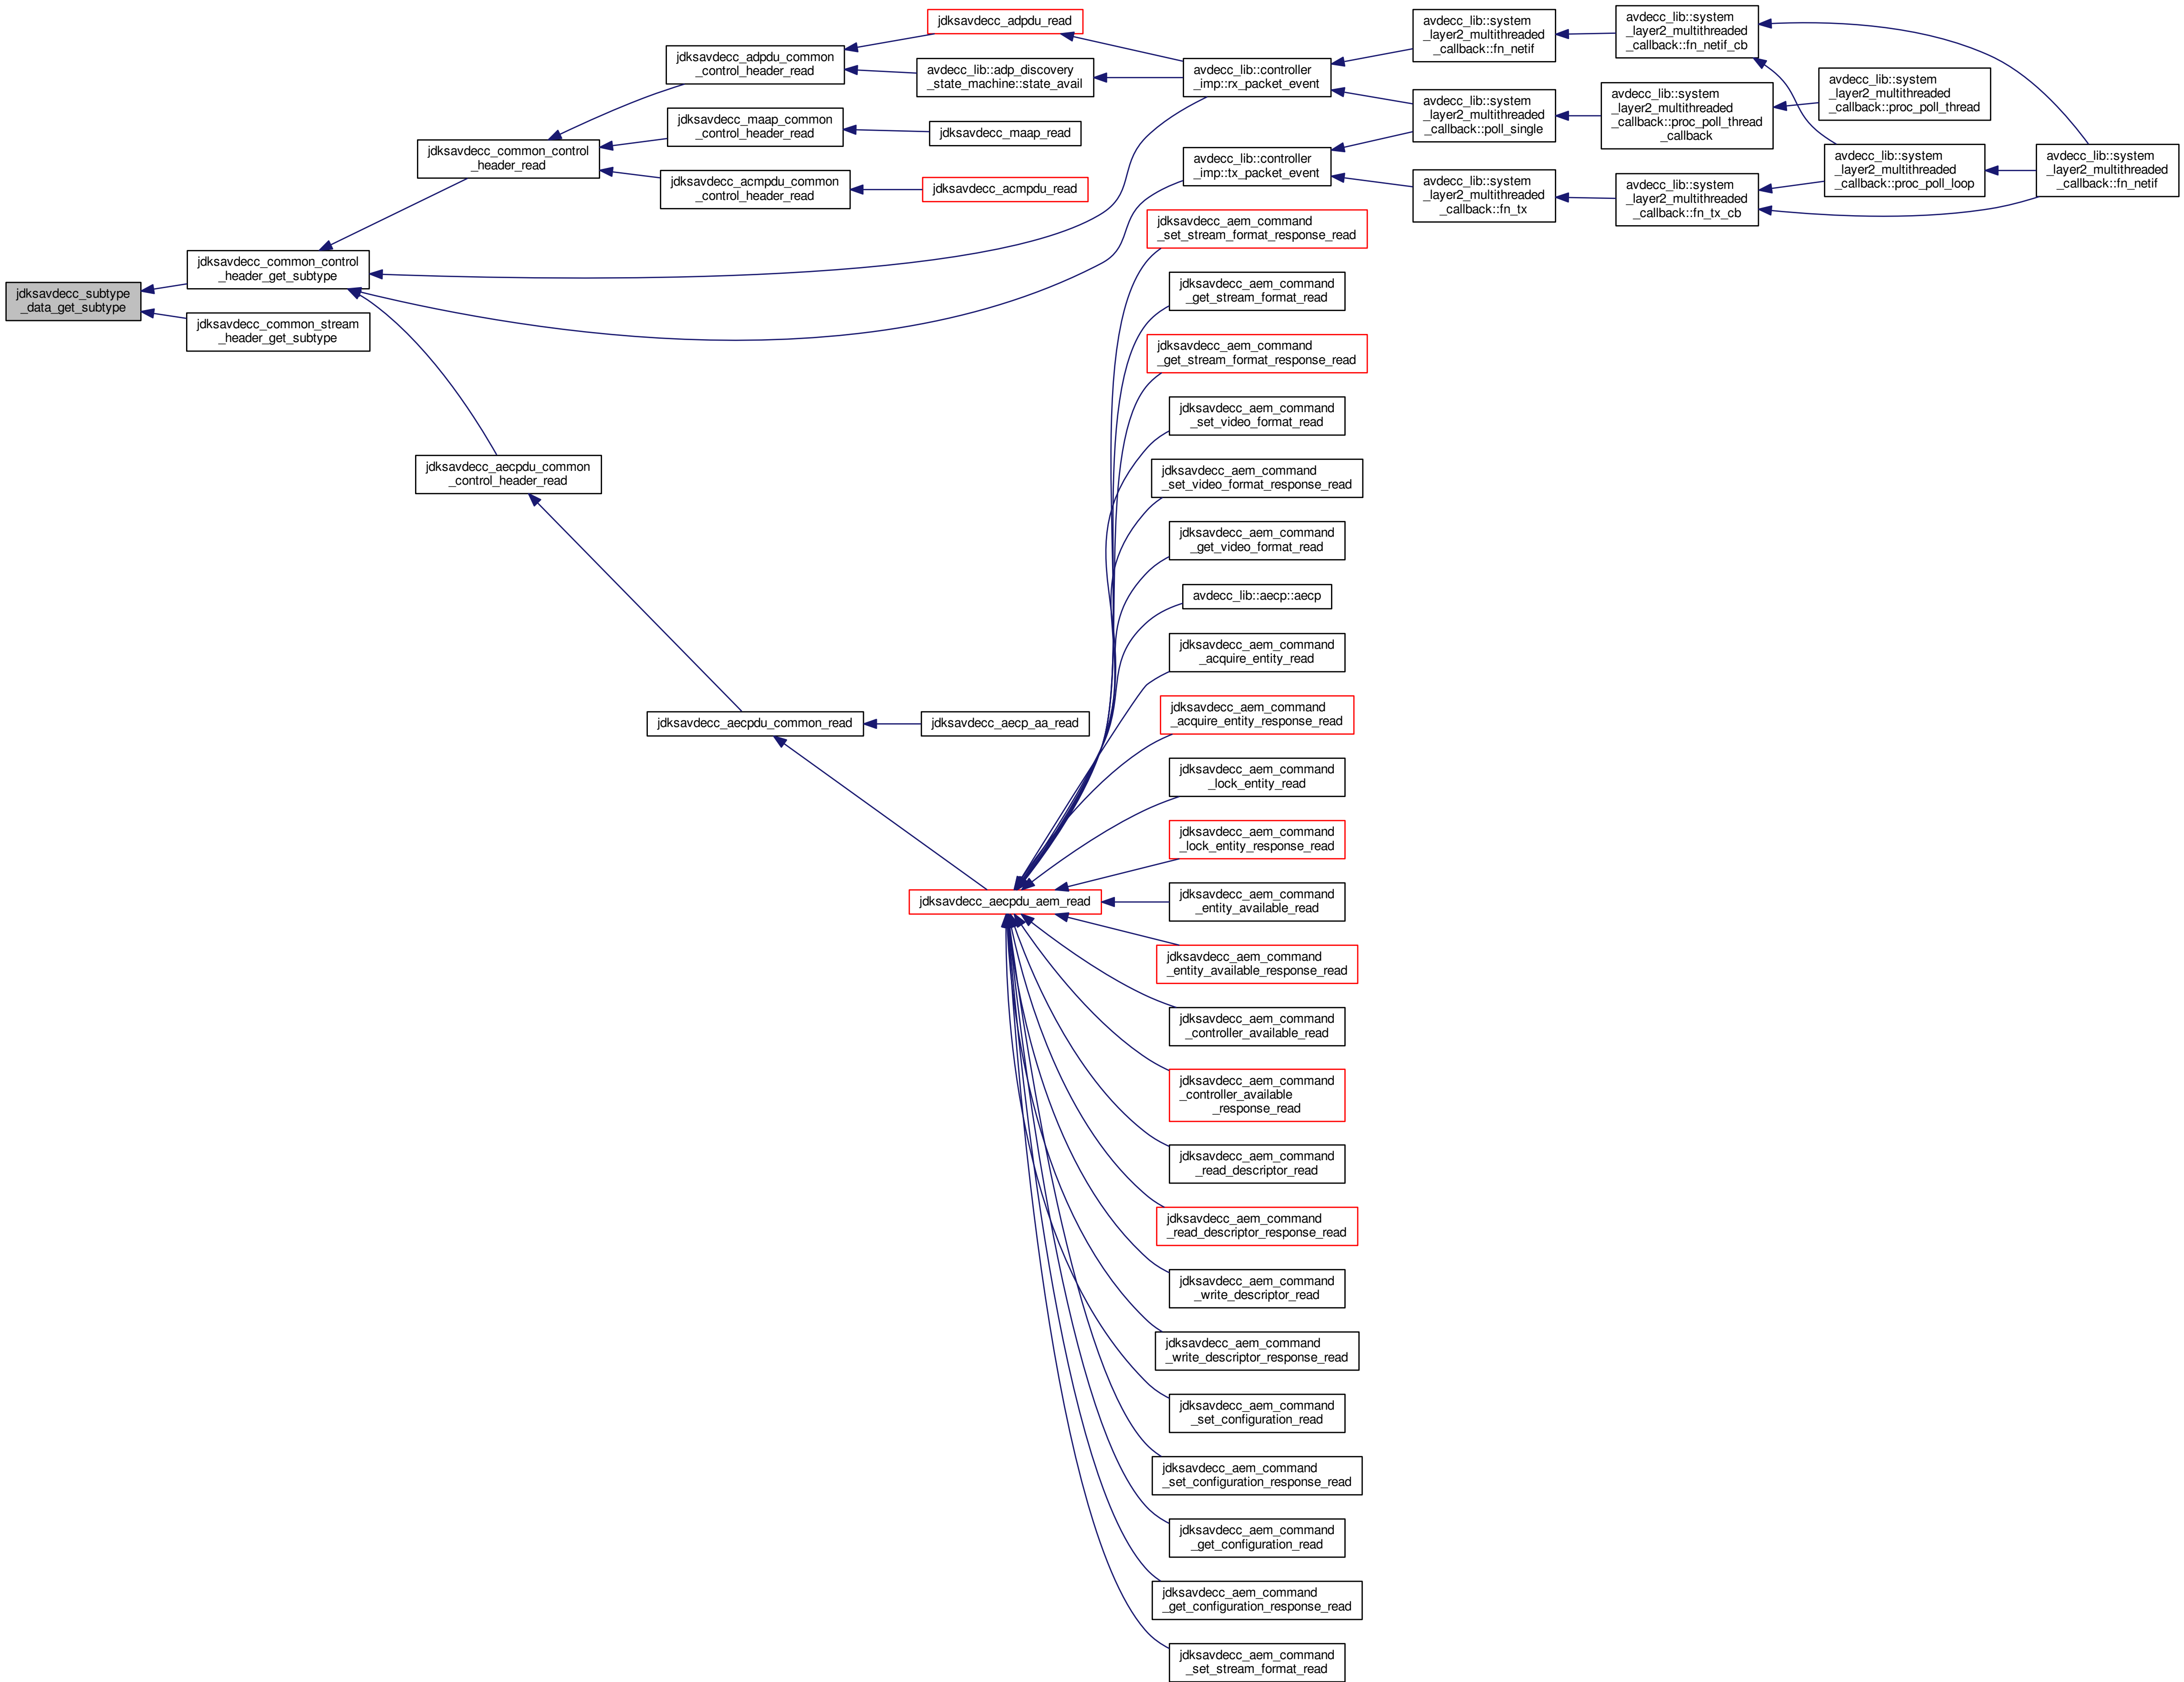 jdksavdecc_subtype
_data_get_subtype
jdksavdecc_common_control
_header_get_subtype
jdksavdecc_common_stream
_header_get_subtype
jdksavdecc_common_control
_header_read
jdksavdecc_aecpdu_common
_control_header_read
jdksavdecc_adpdu_common
_control_header_read
jdksavdecc_maap_common
_control_header_read
jdksavdecc_acmpdu_common
_control_header_read
jdksavdecc_aecpdu_common_read
jdksavdecc_adpdu_read
avdecc_lib::adp_discovery
_state_machine::state_avail
jdksavdecc_maap_read
jdksavdecc_acmpdu_read
jdksavdecc_aecp_aa_read
jdksavdecc_aecpdu_aem_read
avdecc_lib::controller
_imp::rx_packet_event
avdecc_lib::controller
_imp::tx_packet_event
jdksavdecc_aem_command
_set_stream_format_response_read
jdksavdecc_aem_command
_get_stream_format_read
jdksavdecc_aem_command
_get_stream_format_response_read
jdksavdecc_aem_command
_set_video_format_read
jdksavdecc_aem_command
_set_video_format_response_read
jdksavdecc_aem_command
_get_video_format_read
avdecc_lib::aecp::aecp
jdksavdecc_aem_command
_acquire_entity_read
jdksavdecc_aem_command
_acquire_entity_response_read
jdksavdecc_aem_command
_lock_entity_read
jdksavdecc_aem_command
_lock_entity_response_read
jdksavdecc_aem_command
_entity_available_read
jdksavdecc_aem_command
_entity_available_response_read
jdksavdecc_aem_command
_controller_available_read
jdksavdecc_aem_command
_controller_available
_response_read
jdksavdecc_aem_command
_read_descriptor_read
jdksavdecc_aem_command
_read_descriptor_response_read
jdksavdecc_aem_command
_write_descriptor_read
jdksavdecc_aem_command
_write_descriptor_response_read
jdksavdecc_aem_command
_set_configuration_read
jdksavdecc_aem_command
_set_configuration_response_read
jdksavdecc_aem_command
_get_configuration_read
jdksavdecc_aem_command
_get_configuration_response_read
jdksavdecc_aem_command
_set_stream_format_read
avdecc_lib::system
_layer2_multithreaded
_callback::fn_netif
avdecc_lib::system
_layer2_multithreaded
_callback::poll_single
avdecc_lib::system
_layer2_multithreaded
_callback::fn_tx
avdecc_lib::system
_layer2_multithreaded
_callback::fn_netif_cb
avdecc_lib::system
_layer2_multithreaded
_callback::proc_poll_thread
_callback
avdecc_lib::system
_layer2_multithreaded
_callback::fn_tx_cb
avdecc_lib::system
_layer2_multithreaded
_callback::proc_poll_thread
avdecc_lib::system
_layer2_multithreaded
_callback::proc_poll_loop
avdecc_lib::system
_layer2_multithreaded
_callback::fn_netif